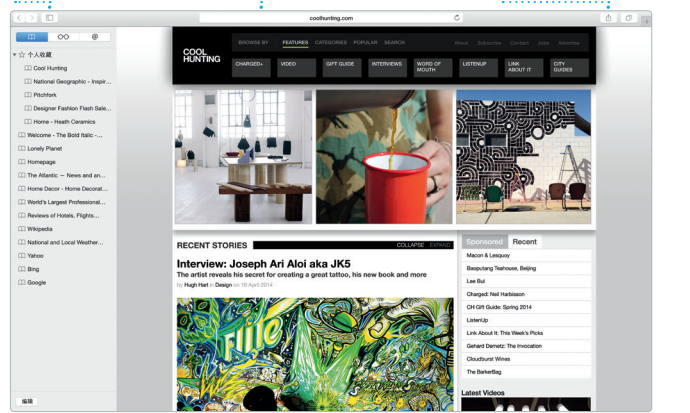 coolhunting.com
@
个人收藏
Cool Hunting
National Geographic - Inspir...
Pitchfork
Designer Fashion Flash Sale...
Home - Heath Ceramics
Welcome - The Bold Italic -...
Lonely Planet
Homepage
The Atlantic — News and an...
Home Decor - Home Decorat...
World's Largest Professional...
Reviews of Hotels, Flights...
Wikipedia
National and Local Weather...
Yahoo
Bing
Google
编辑
COOL
HUNTING
BROWSE BY FEATURES CATEGORIES POPULAR SEARCH
About Subscribe Contact Jobs Advertise
CHARGED+ VIDEO GIFT GUIDE INTERVIEWS WORD OF MOUTH LISTENUP LINK ABOUT IT CITY GUIDES
RECENT STORIES COLLAPSE EXPAND
Interview: Joseph Ari Aloi aka JK5
The artist reveals his secret for creating a great tattoo, his new book and more
by Hugh Hart in Design on 16 April 2014
Flite
Sponsored Recent
Macon & Lesquoy
Baoputang Teahouse, Beijing
Lee Bul
Charged: Neil Harbisson
CH Gift Guide: Spring 2014
ListenUp
Link About It: This Week's Picks
Gehard Demetz: The Invocation
Cloudburst Wines
The BarkerBag
Latest Videos